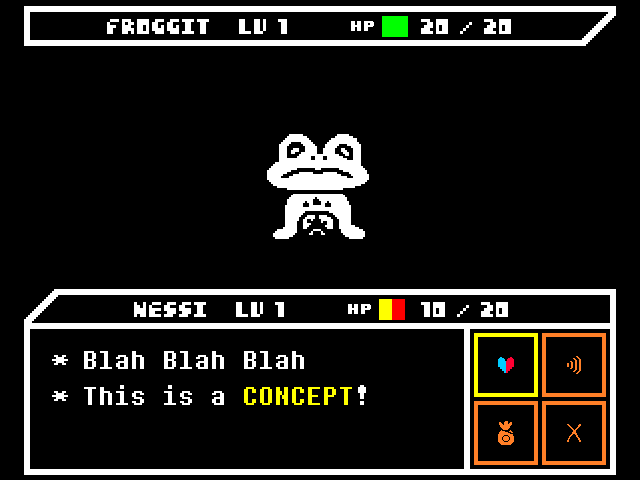 FROGGIT LV 1 HP 20 / 20
NESSI LV 1 HP 10 / 20
* Blah Blah Blah
* This is a CONCEPT!
X